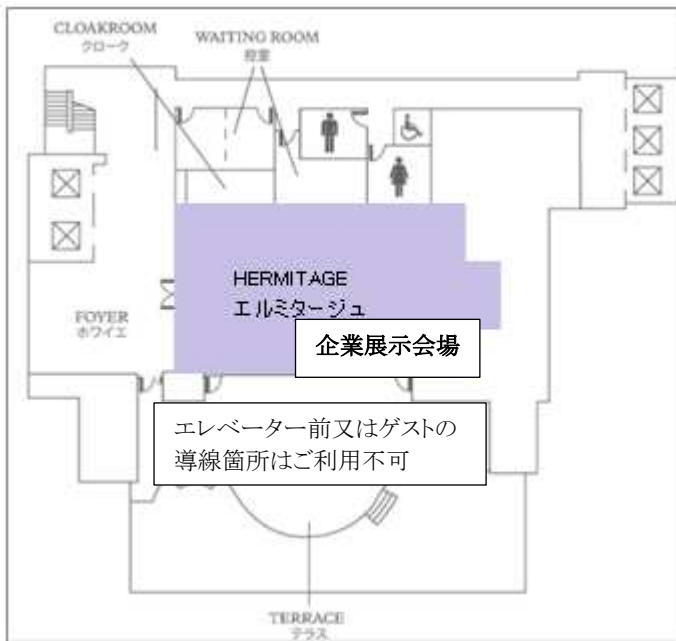 CLOAKROOM
クローク
WAITING ROOM
控室
HERMITAGE
エルミタージュ
FOYER
ホワイエ
企業展示会場
エレベーター前又はゲストの
導線箇所はご利用不可
TERRACE
テラス